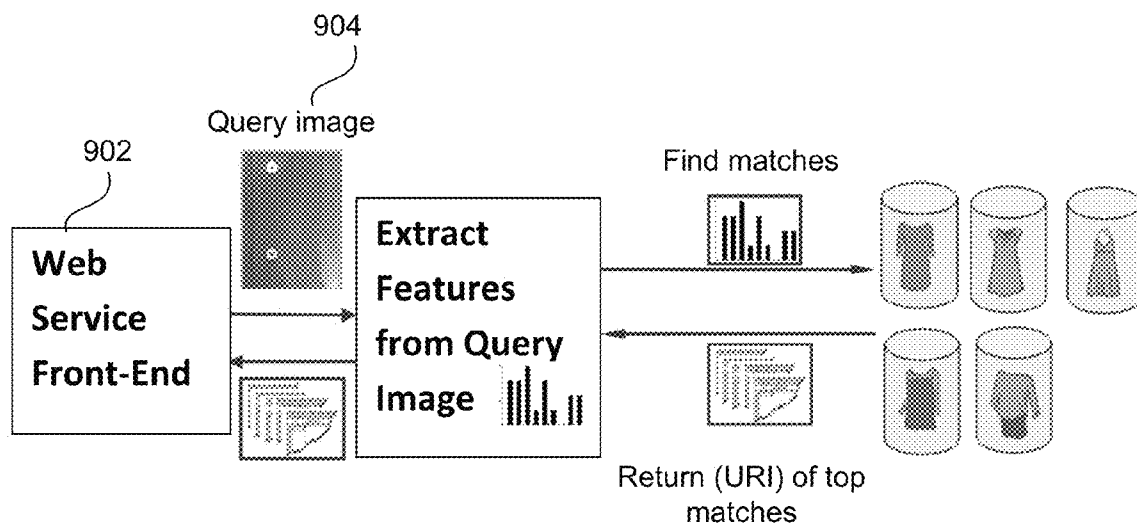 904
Query image
902
Find matches
Web
Service
Front-End
Extract
Features
from Query
Image
Return (URI) of top
matches